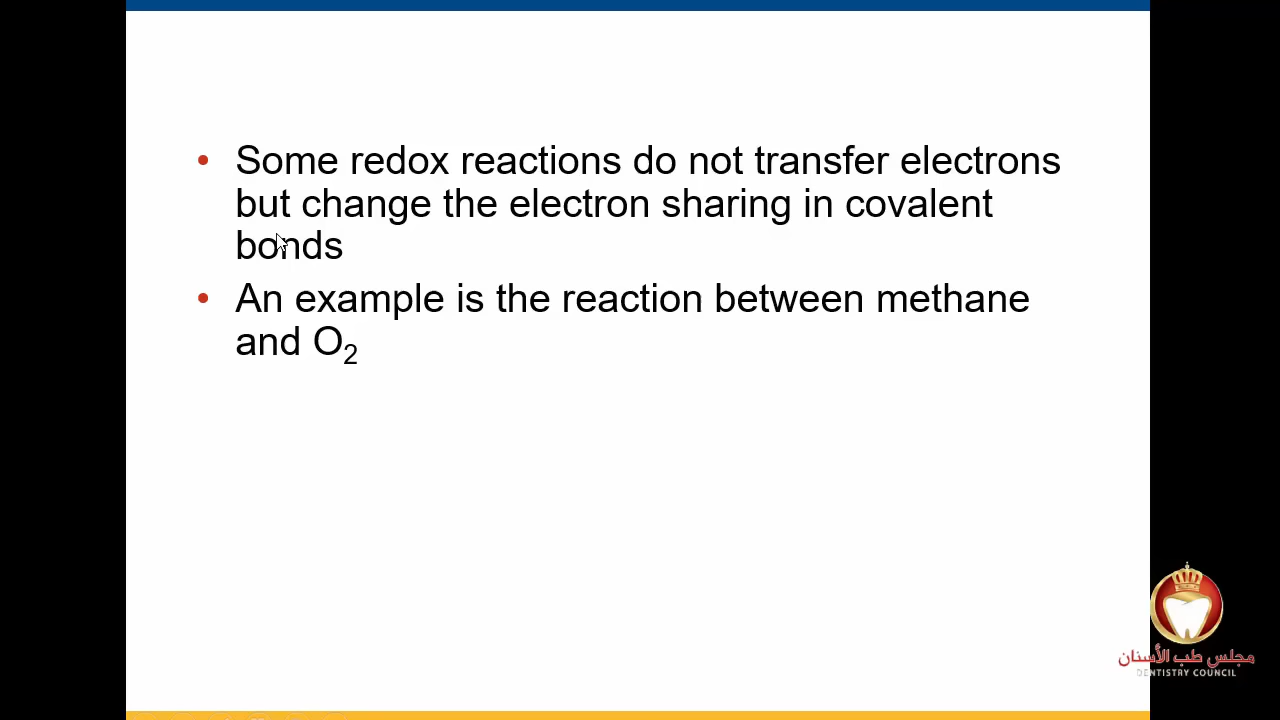 • Some redox reactions do not transfer electrons
but change the electron sharing in covalent
bonds
• An example is the reaction between methane
and O₂
مجلس طب الأسنان
DENTISTRY COUNCIL